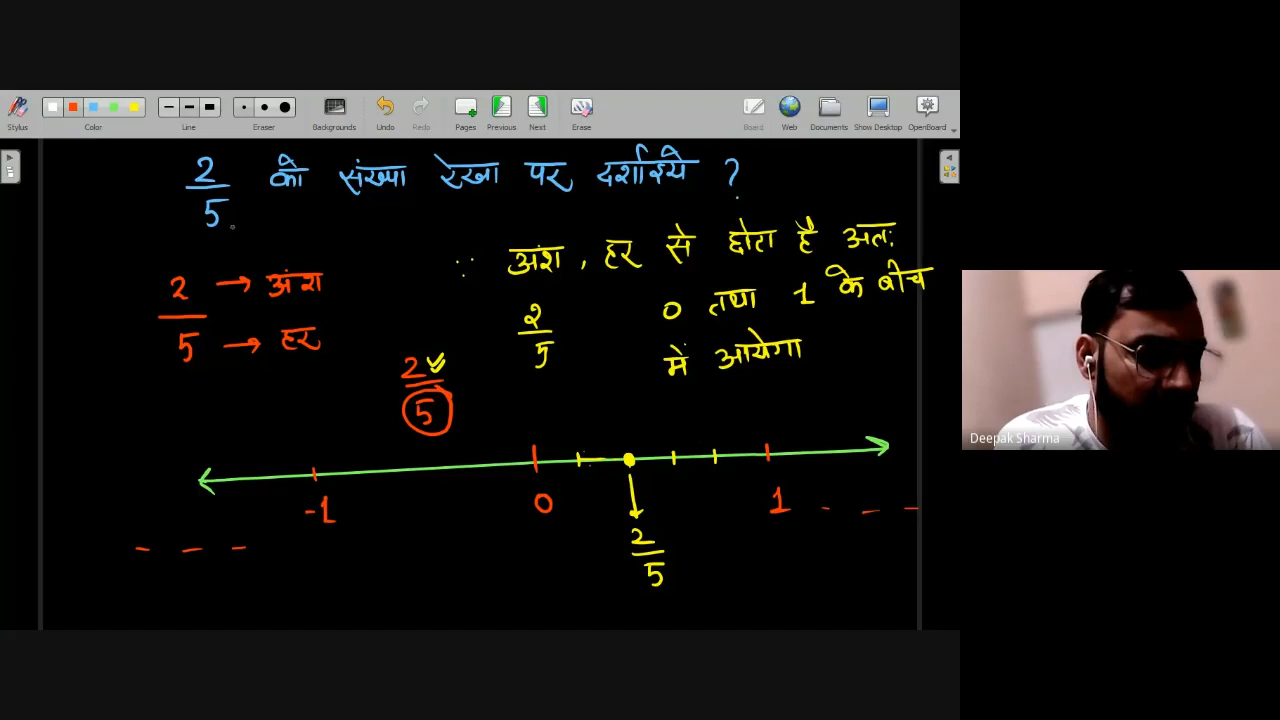 Stylus
Color
Line
Eraser
Backgrounds
Undo
Redo
Pages
Previous
Next
Erase
Board
Web
Documents
Show Desktop
OpenBoard
2/5 को संख्या रेखा पर दर्शाइये ?
2 → अंश
5 → हर
∵ अंश, हर से छोटा है अतः
2/5 0 तथा 1 के बीच
में आयेगा
2/5
-1 0 1 - - -
- - -
2/5
Deepak Sharma